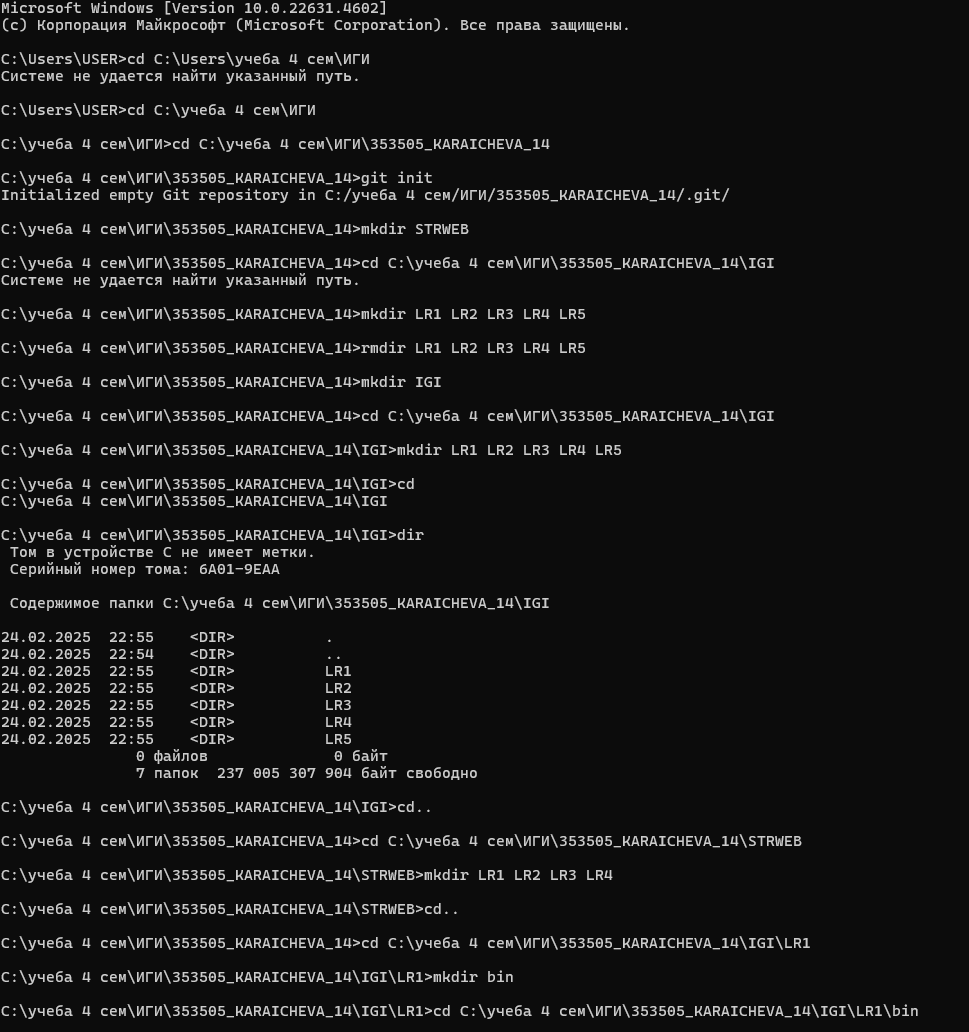 Microsoft Windows [Version 10.0.22631.4602]
(c) Корпорация Майкрософт (Microsoft Corporation). Все права защищены.
C:\Users\USER>cd C:\Users\учеба 4 сем\ИГИ
Системе не удается найти указанный путь.
C:\Users\USER>cd C:\учеба 4 сем\ИГИ
C:\учеба 4 сем\ИГИ>cd C:\учеба 4 сем\ИГИ\353505_KARAICHEVA_14
C:\учеба 4 сем\ИГИ\353505_KARAICHEVA_14>git init
Initialized empty Git repository in C:/учеба 4 сем/ИГИ/353505_KARAICHEVA_14/.git/
C:\учеба 4 сем\ИГИ\353505_KARAICHEVA_14>mkdir STRWEB
C:\учеба 4 сем\ИГИ\353505_KARAICHEVA_14>cd C:\учеба 4 сем\ИГИ\353505_KARAICHEVA_14\IGI
Системе не удается найти указанный путь.
C:\учеба 4 сем\ИГИ\353505_KARAICHEVA_14>mkdir LR1 LR2 LR3 LR4 LR5
C:\учеба 4 сем\ИГИ\353505_KARAICHEVA_14>rmdir LR1 LR2 LR3 LR4 LR5
C:\учеба 4 сем\ИГИ\353505_KARAICHEVA_14>mkdir IGI
C:\учеба 4 сем\ИГИ\353505_KARAICHEVA_14>cd C:\учеба 4 сем\ИГИ\353505_KARAICHEVA_14\IGI
C:\учеба 4 сем\ИГИ\353505_KARAICHEVA_14\IGI>mkdir LR1 LR2 LR3 LR4 LR5
C:\учеба 4 сем\ИГИ\353505_KARAICHEVA_14\IGI>cd
C:\учеба 4 сем\ИГИ\353505_KARAICHEVA_14\IGI
C:\учеба 4 сем\ИГИ\353505_KARAICHEVA_14\IGI>dir
Том в устройстве C не имеет метки.
Серийный номер тома: 6A01-9EAA
Содержимое папки C:\учеба 4 сем\ИГИ\353505_KARAICHEVA_14\IGI
24.02.2025  22:55    <DIR>          .
24.02.2025  22:54    <DIR>          ..
24.02.2025  22:55    <DIR>          LR1
24.02.2025  22:55    <DIR>          LR2
24.02.2025  22:55    <DIR>          LR3
24.02.2025  22:55    <DIR>          LR4
24.02.2025  22:55    <DIR>          LR5
0 файлов              0 байт
7 папок  237 005 307 904 байт свободно
C:\учеба 4 сем\ИГИ\353505_KARAICHEVA_14\IGI>cd..
C:\учеба 4 сем\ИГИ\353505_KARAICHEVA_14>cd C:\учеба 4 сем\ИГИ\353505_KARAICHEVA_14\STRWEB
C:\учеба 4 сем\ИГИ\353505_KARAICHEVA_14\STRWEB>mkdir LR1 LR2 LR3 LR4
C:\учеба 4 сем\ИГИ\353505_KARAICHEVA_14\STRWEB>cd..
C:\учеба 4 сем\ИГИ\353505_KARAICHEVA_14>cd C:\учеба 4 сем\ИГИ\353505_KARAICHEVA_14\IGI\LR1
C:\учеба 4 сем\ИГИ\353505_KARAICHEVA_14\IGI\LR1>mkdir bin
C:\учеба 4 сем\ИГИ\353505_KARAICHEVA_14\IGI\LR1>cd C:\учеба 4 сем\ИГИ\353505_KARAICHEVA_14\IGI\LR1\bin